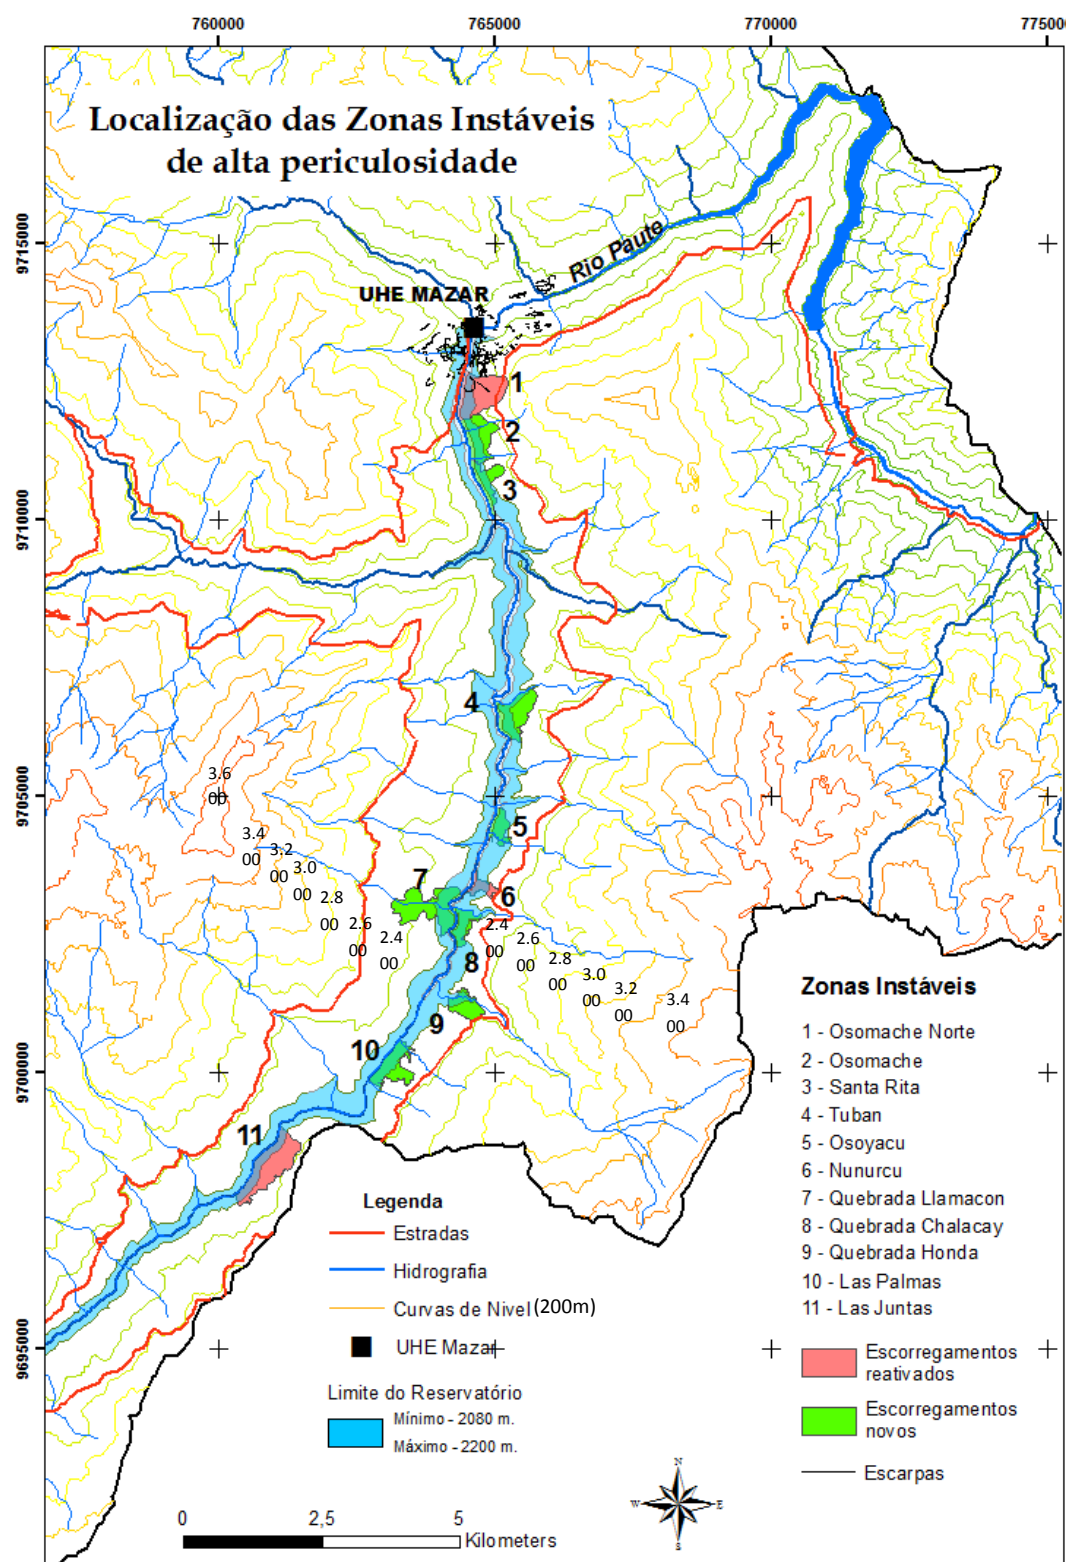 760000
765000
770000
77500
Localização das Zonas Instáveis
de alta periculosidade
9715000
9710000
9705000
9700000
9695000
Rio Paute
UHE MAZAR
1
2
3
4
5
6
7
8
9
10
11
3.6
00
3.4
00
3.2
00
3.0
00
2.8
00
2.6
00
2.4
00
2.4
00
2.6
00
2.8
00
3.0
00
3.2
00
3.4
00
Zonas Instáveis
1 - Osomache Norte
2 - Osomache
3 - Santa Rita
4 - Tuban
5 - Osoyacu
6 - Nunurcu
7 - Quebrada Llamacon
8 - Quebrada Chalacay
9 - Quebrada Honda
10 - Las Palmas
11 - Las Juntas
Escorregamentos
reativados
Escorregamentos
novos
Escarpas
Legenda
Estradas
Hidrografia
Curvas de Nivel (200m)
UHE Mazar
Limite do Reservatório
Mínimo - 2080 m.
Máximo - 2200 m.
N
W
E
S
0
2,5
5
Kilometers